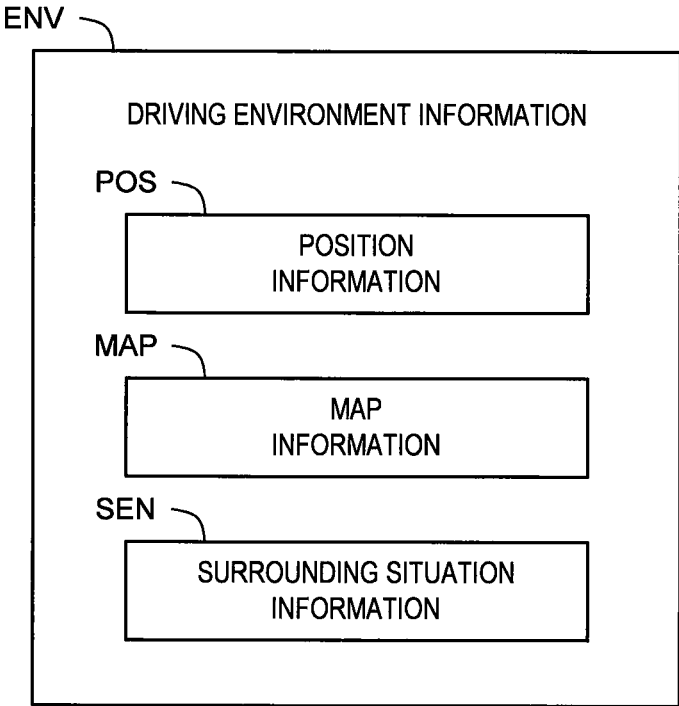 ENV
DRIVING ENVIRONMENT INFORMATION
POS
POSITION
INFORMATION
MAP
MAP
INFORMATION
SEN
SURROUNDING SITUATION
INFORMATION